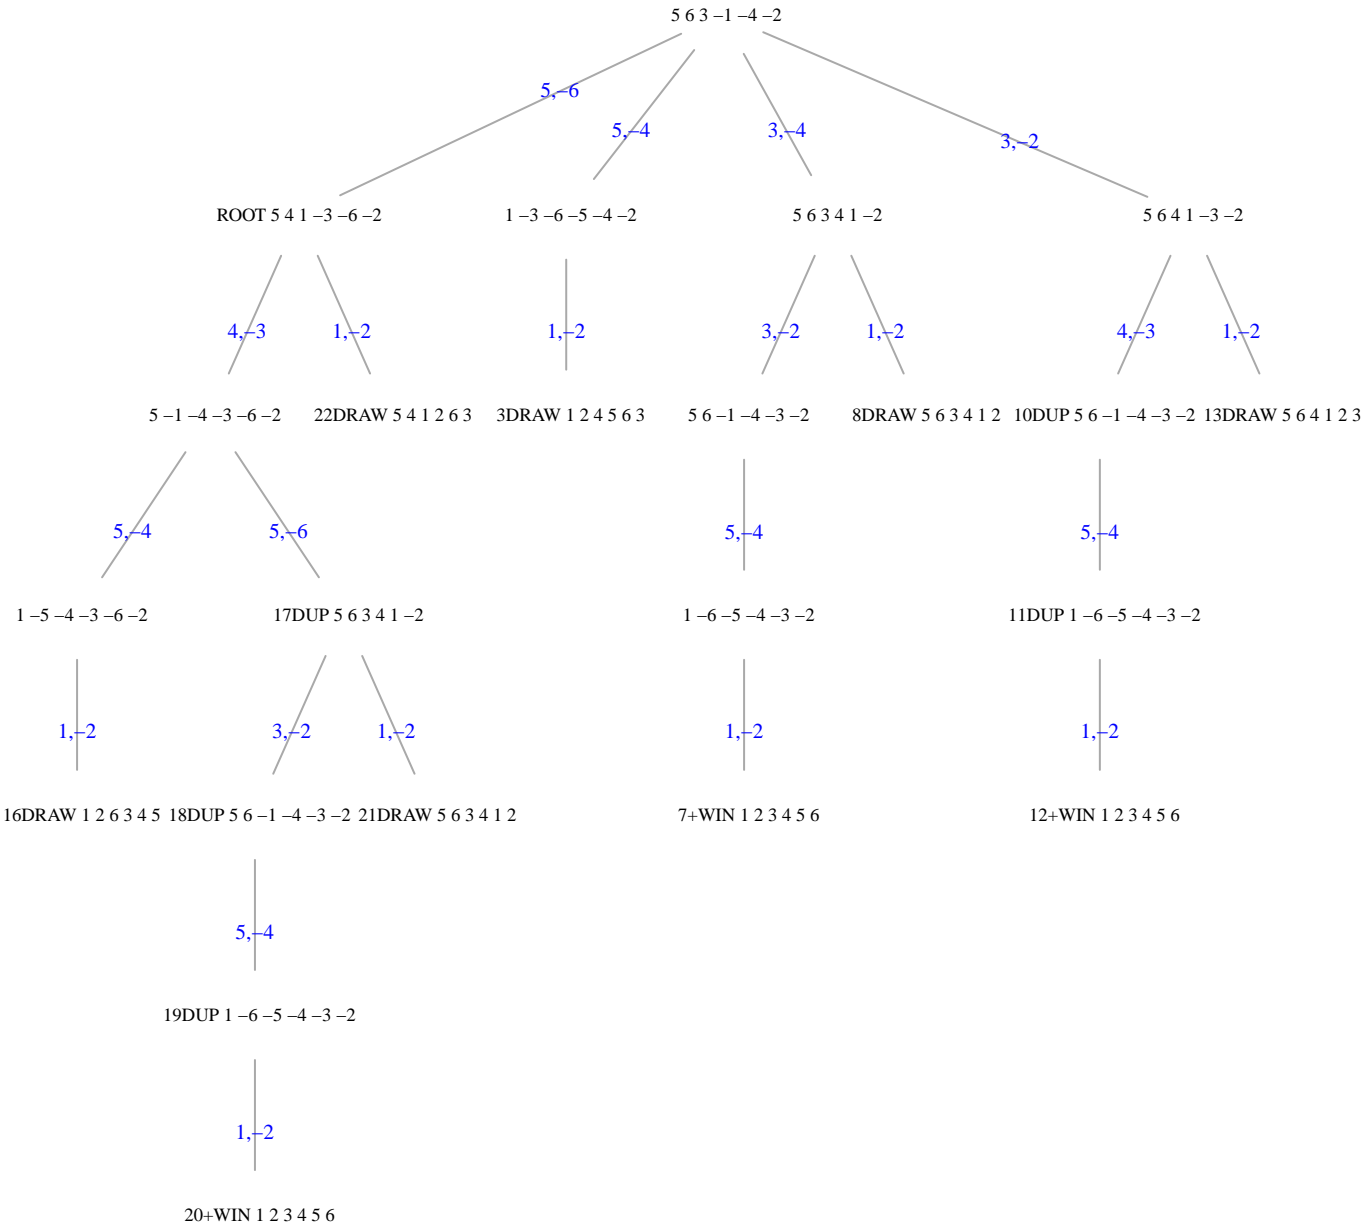 5 6 3 –1 –4 –2
5,–6
5,–4
3,–4
3,–2
ROOT 5 4 1 –3 –6 –2
1 –3 –6 –5 –4 –2
5 6 3 4 1 –2
5 6 4 1 –3 –2
4,–3
1,–2
1,–2
3,–2
1,–2
4,–3
1,–2
5 –1 –4 –3 –6 –2
22DRAW 5 4 1 2 6 3
3DRAW 1 2 4 5 6 3
5 6 –1 –4 –3 –2
8DRAW 5 6 3 4 1 2
10DUP 5 6 –1 –4 –3 –2
13DRAW 5 6 4 1 2 3
5,–4
5,–6
5,–4
5,–4
1 –5 –4 –3 –6 –2
17DUP 5 6 3 4 1 –2
1 –6 –5 –4 –3 –2
11DUP 1 –6 –5 –4 –3 –2
1,–2
3,–2
1,–2
1,–2
1,–2
16DRAW 1 2 6 3 4 5
18DUP 5 6 –1 –4 –3 –2
21DRAW 5 6 3 4 1 2
7+WIN 1 2 3 4 5 6
12+WIN 1 2 3 4 5 6
5,–4
19DUP 1 –6 –5 –4 –3 –2
1,–2
20+WIN 1 2 3 4 5 6